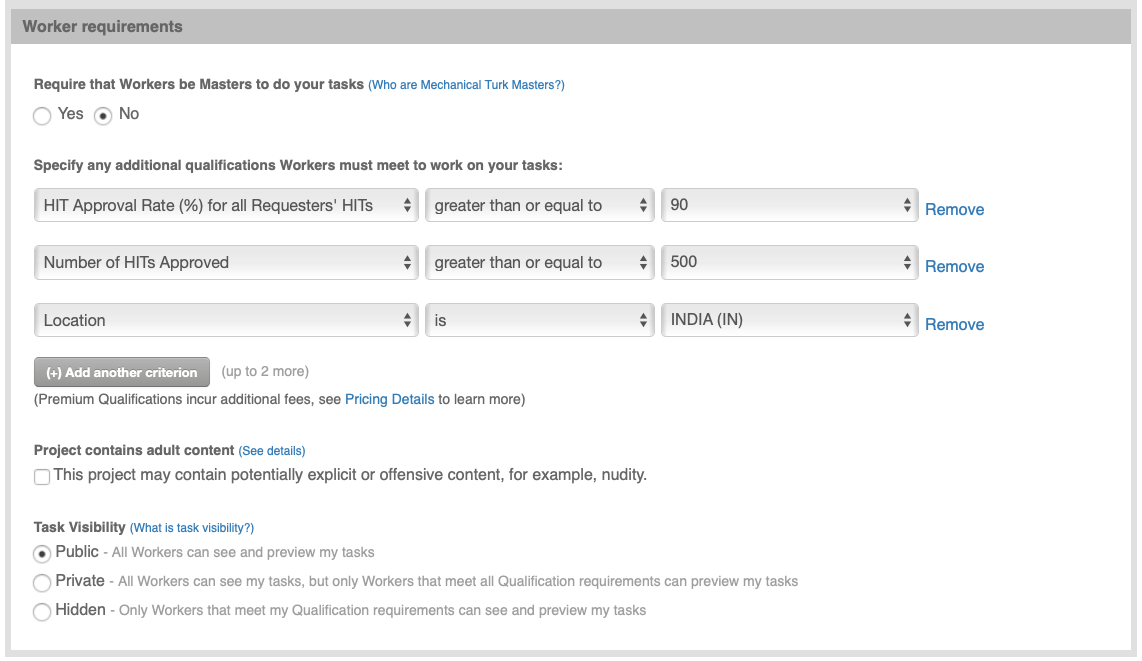 Worker requirements
Require that Workers be Masters to do your tasks (Who are Mechanical Turk Masters?)
Yes No
Specify any additional qualifications Workers must meet to work on your tasks:
HIT Approval Rate (%) for all Requesters' HITs greater than or equal to 90 Remove
Number of HITs Approved greater than or equal to 500 Remove
Location is INDIA (IN) Remove
(+) Add another criterion (up to 2 more)
(Premium Qualifications incur additional fees, see Pricing Details to learn more)
Project contains adult content (See details)
This project may contain potentially explicit or offensive content, for example, nudity.
Task Visibility (What is task visibility?)
Public - All Workers can see and preview my tasks
Private - All Workers can see my tasks, but only Workers that meet all Qualification requirements can preview my tasks
Hidden - Only Workers that meet my Qualification requirements can see and preview my tasks